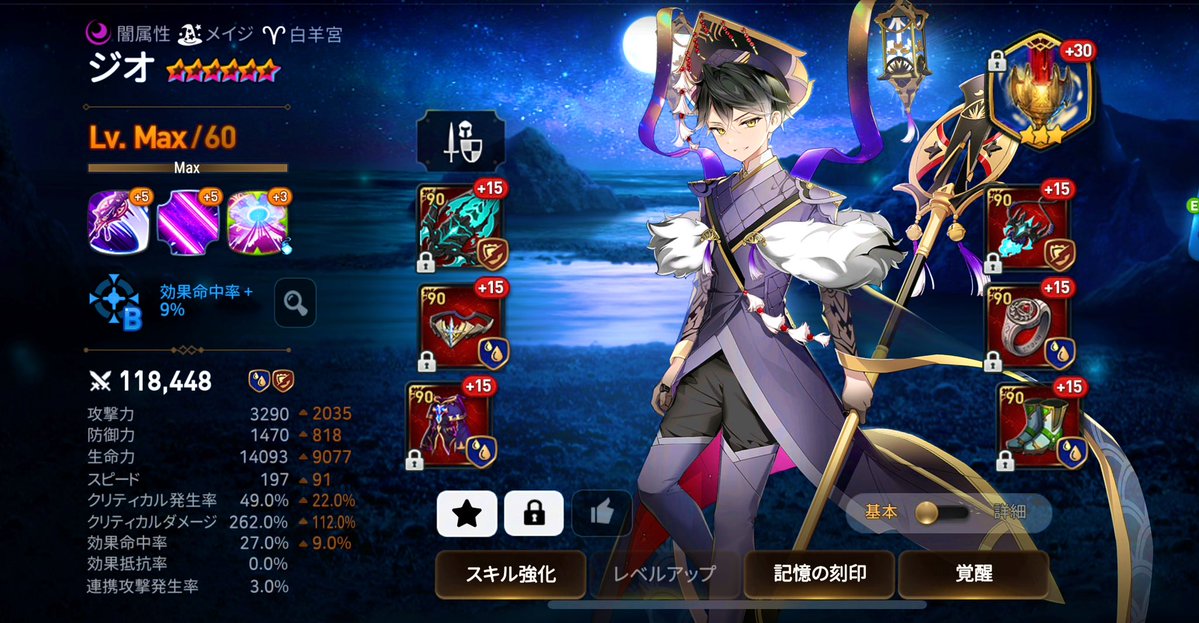 闇属性 メイジ 白羊宮
ジオ
Lv. Max/60
Max
+5 +5 +3
効果命中率+
9%
B
118,448
攻撃力 3290 2035
防御力 1470 818
生命力 14093 9077
スピード 197 91
クリティカル発生率 49.0% 22.0%
クリティカルダメージ 262.0% 112.0%
効果命中率 27.0% 9.0%
効果抵抗率 0.0%
連携攻撃発生率 3.0%
90 +15
90 +15
90 +15
+30
90 +15
90 +15
90 +15
E
基本 詳細
スキル強化 レベルアップ 記憶の刻印 覚醒